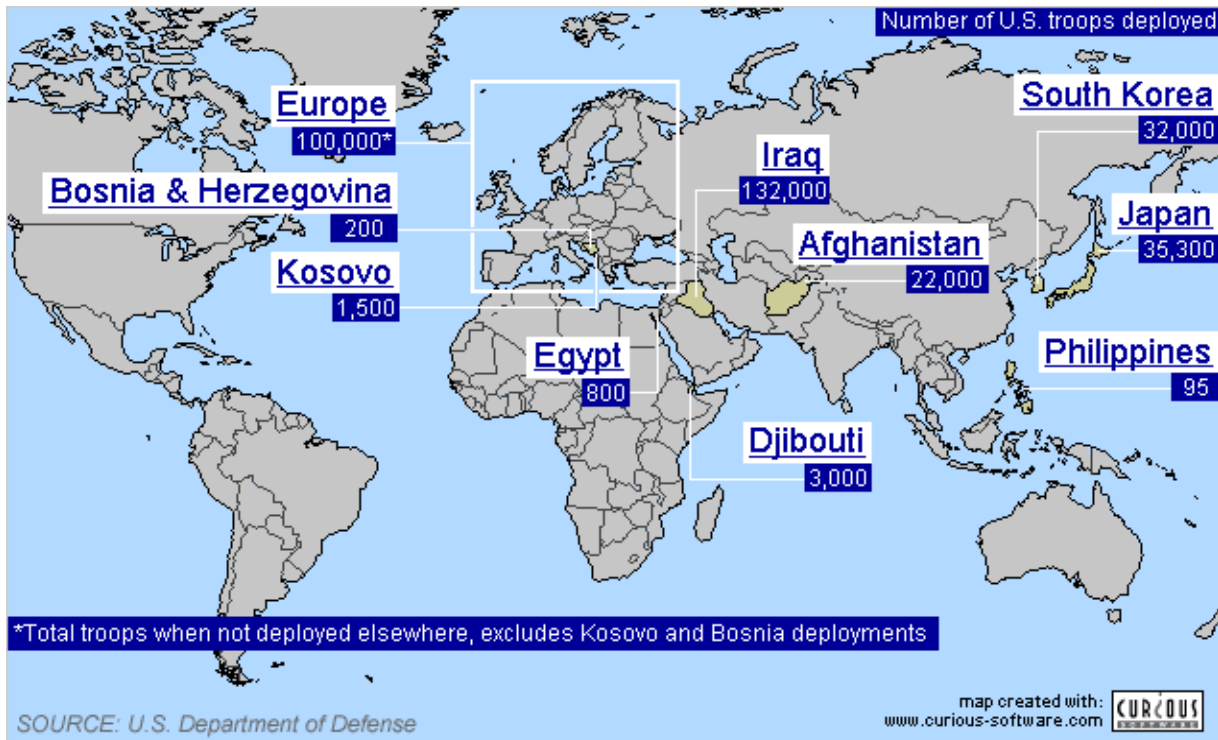 Number of U.S. troops deployed
Europe
100,000*
South Korea
32,000
Iraq
132,000
Bosnia & Herzegovina
200
Japan
35,300
Afghanistan
22,000
Kosovo
1,500
Egypt
800
Philippines
95
Djibouti
3,000
*Total troops when not deployed elsewhere, excludes Kosovo and Bosnia deployments
SOURCE: U.S. Department of Defense
map created with:
www.curious-software.com
CURIOUS
SOFTWARE